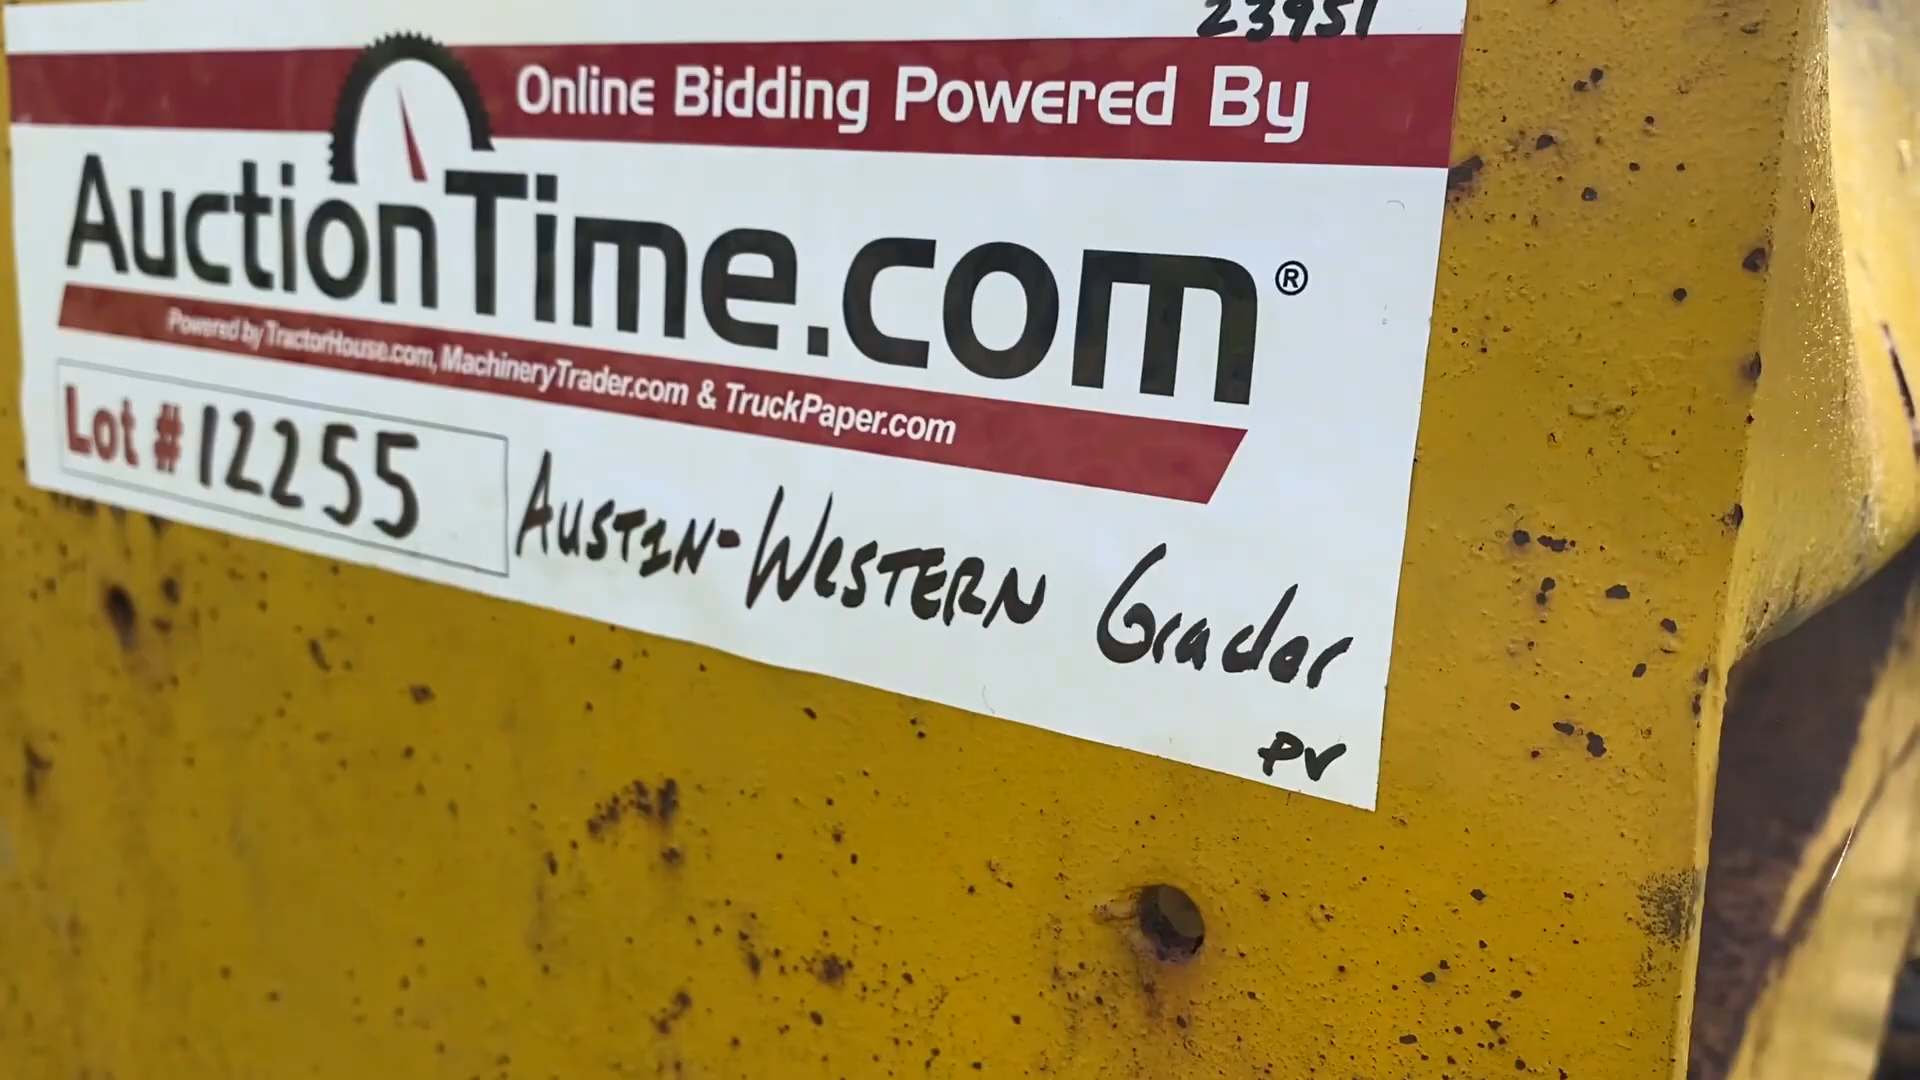 23951
Online Bidding Powered By
AuctionTime.com®
Powered by TractorHouse.com, MachineryTrader.com & TruckPaper.com
Lot # 12255
AUSTIN-WESTERN Grader
PV